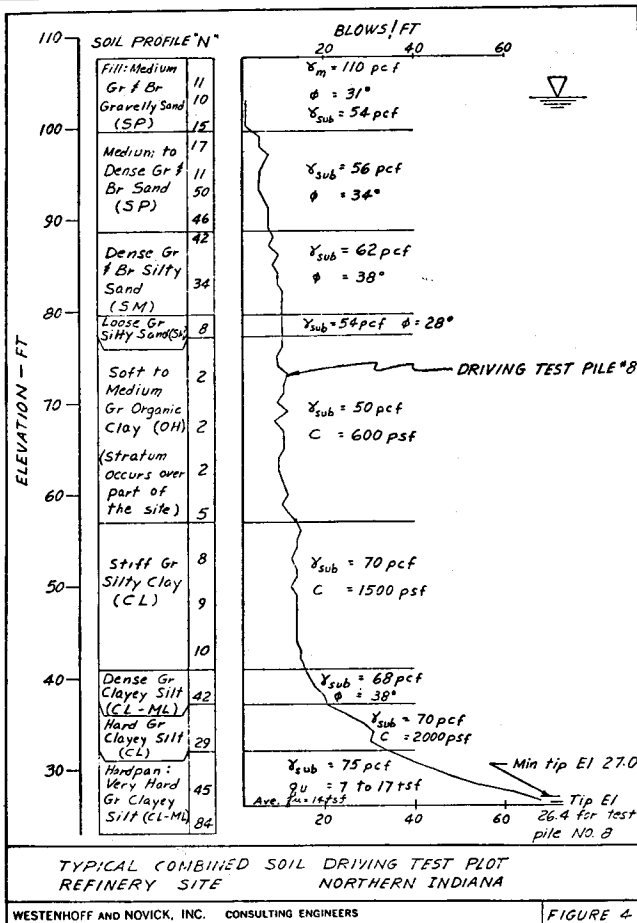 BLOWS/FT
SOIL PROFILE "N"
20 60
110
100
90
80
70
60
50
40
30
ELEVATION - FT
Fill: Medium
Gr & Br
Gravelly Sand
(SP)
11
10
15
Medium to
Dense Gr &
Br Sand
(SP)
17
11
50
46
Dense Gr
& Br Silty
Sand
(SM)
42
34
Loose Gr
Silty Sand (SM)
8
Soft to
Medium
Gr Organic
Clay (OH)
(Stratum
occurs over
part of
the site)
2
2
2
5
Stiff Gr
Silty Clay
(CL)
8
9
10
Dense Gr
Clayey Silt
(CL-ML)
42
Hard Gr
Clayey Silt
(CL)
29
Hardpan:
Very Hard
Gr Clayey
Silt (CL-ML)
45
84
γm = 110 pcf
φ = 31°
γsub = 54 pcf
γsub = 56 pcf
φ = 34°
γsub = 62 pcf
φ = 38°
γsub = 54 pcf φ = 28°
DRIVING TEST PILE #8
γsub = 50 pcf
C = 600 psf
γsub = 70 pcf
C = 1500 psf
γsub = 68 pcf
φ = 38°
γsub = 70 pcf
C = 2000 psf
γsub = 75 pcf
qu = 7 to 17 tsf
Ave. qu = 14 tsf
Min tip El 27.0
Tip El
26.4 for test
pile NO. 8
20 40 60
TYPICAL COMBINED SOIL DRIVING TEST PLOT
REFINERY SITE NORTHERN INDIANA
WESTENHOFF AND NOVICK, INC. CONSULTING ENGINEERS FIGURE 4